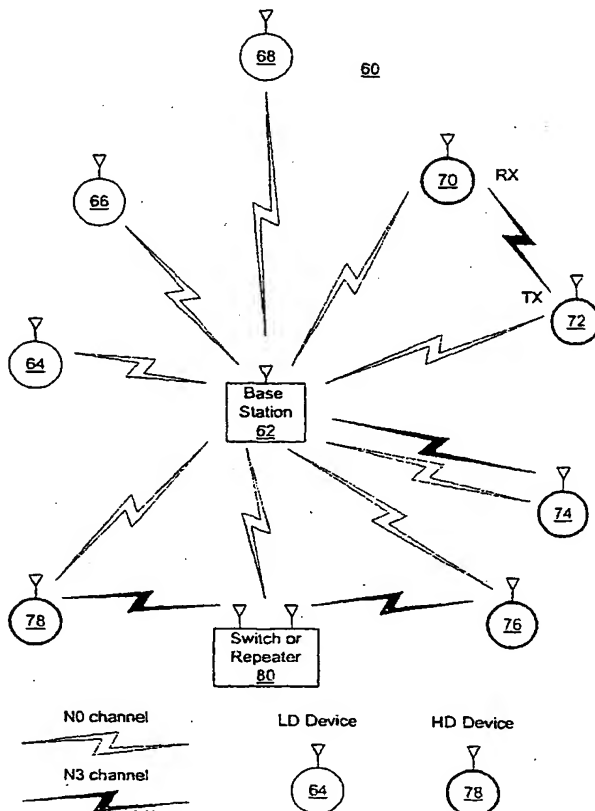 68
60
70
RX
66
TX
72
64
Base
Station
62
74
78
76
Switch or
Repeater
80
N0 channel
LD Device
HD Device
N3 channel
64
78